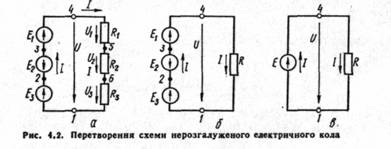 4 I
E₁ U₁ R₁
3 5
E₂ I U U₂ I R₂
2 6
E₃ U₃ R₃
1
а
4
E₁
3
E₂ I U I R
2
E₃
1
б
4
E I U I R
1
в.
Рис. 4.2. Перетворення схеми нерозгалуженого електричного кола